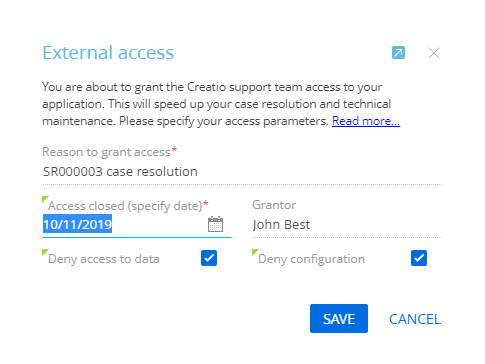 External access
You are about to grant the Creatio support team access to your
application. This will speed up your case resolution and technical
maintenance. Please specify your access parameters. Read more...
Reason to grant access*
SR000003 case resolution
Access closed (specify date)* Grantor
10/11/2019 John Best
Deny access to data Deny configuration
SAVE CANCEL